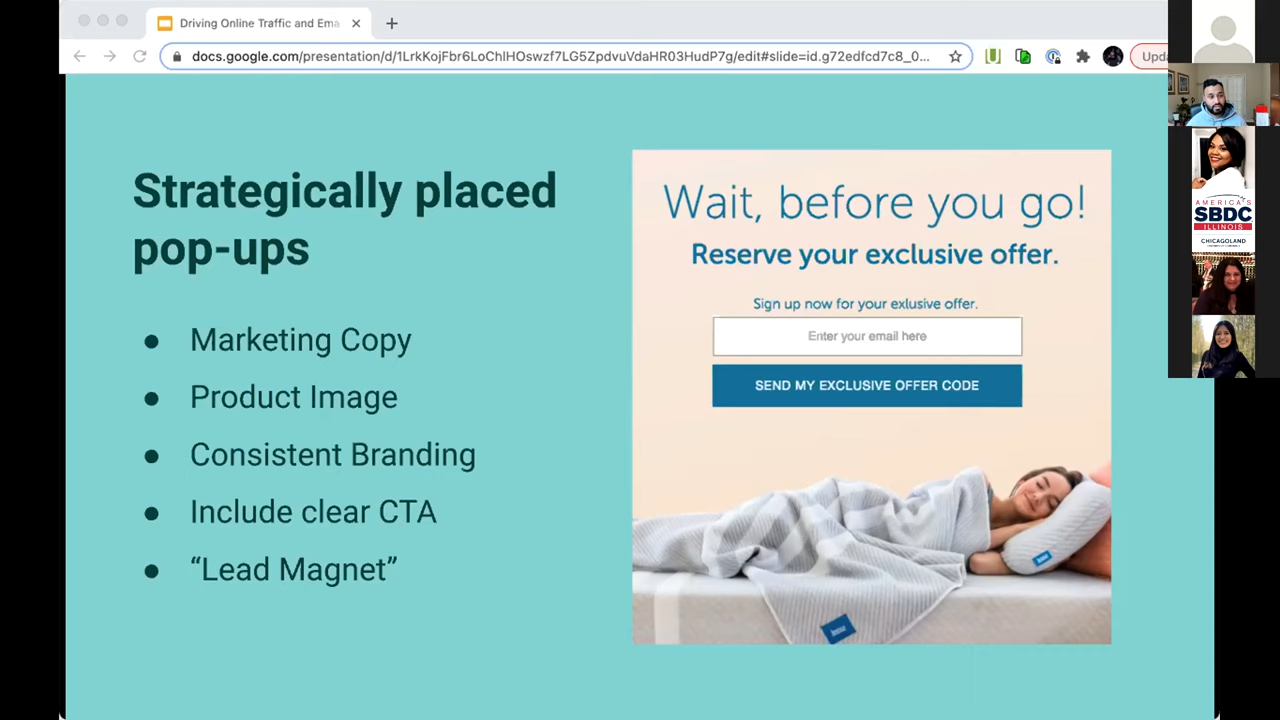 Driving Online Traffic and Ema
docs.google.com/presentation/d/1LrkKojFbr6LoChlHOswzf7LG5ZpdvuVdaHR03HudP7g/edit#slide=id.g72edfcd7c8_0...
Upda
Strategically placed
pop-ups
● Marketing Copy
● Product Image
● Consistent Branding
● Include clear CTA
● “Lead Magnet”
Wait, before you go!
Reserve your exclusive offer.
Sign up now for your exlusive offer.
Enter your email here
SEND MY EXCLUSIVE OFFER CODE
AMERICA'S
SBDC
ILLINOIS
CHICAGOLAND